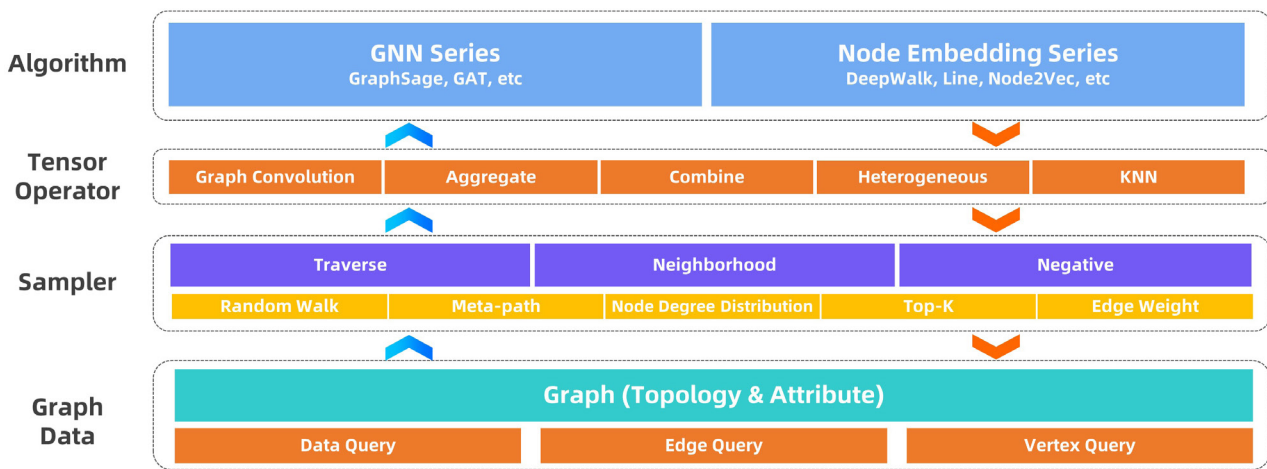 Algorithm
GNN Series
GraphSage, GAT, etc
Node Embedding Series
DeepWalk, Line, Node2Vec, etc
Tensor
Operator
Graph Convolution
Aggregate
Combine
Heterogeneous
KNN
Sampler
Traverse
Neighborhood
Negative
Random Walk
Meta-path
Node Degree Distribution
Top-K
Edge Weight
Graph
Data
Graph (Topology & Attribute)
Data Query
Edge Query
Vertex Query